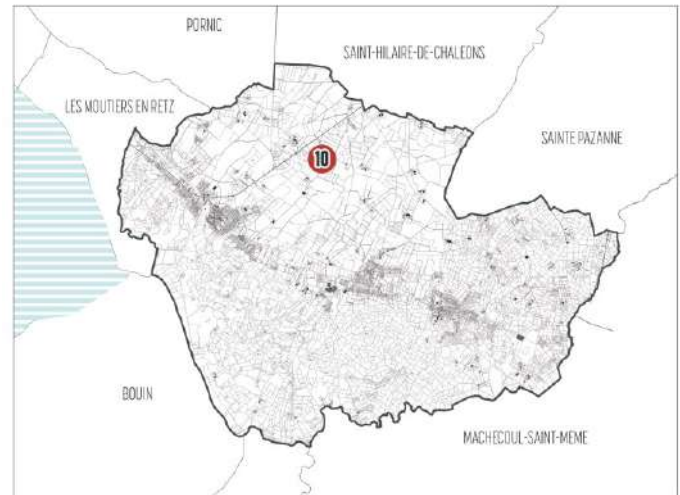 PORNIC
SAINT-HILAIRE-DE-CHALEONS
LES MOUTIERS EN RETZ
SAINTE PAZANNE
10
BOUIN
MACHECOUL-SAINT-MEME